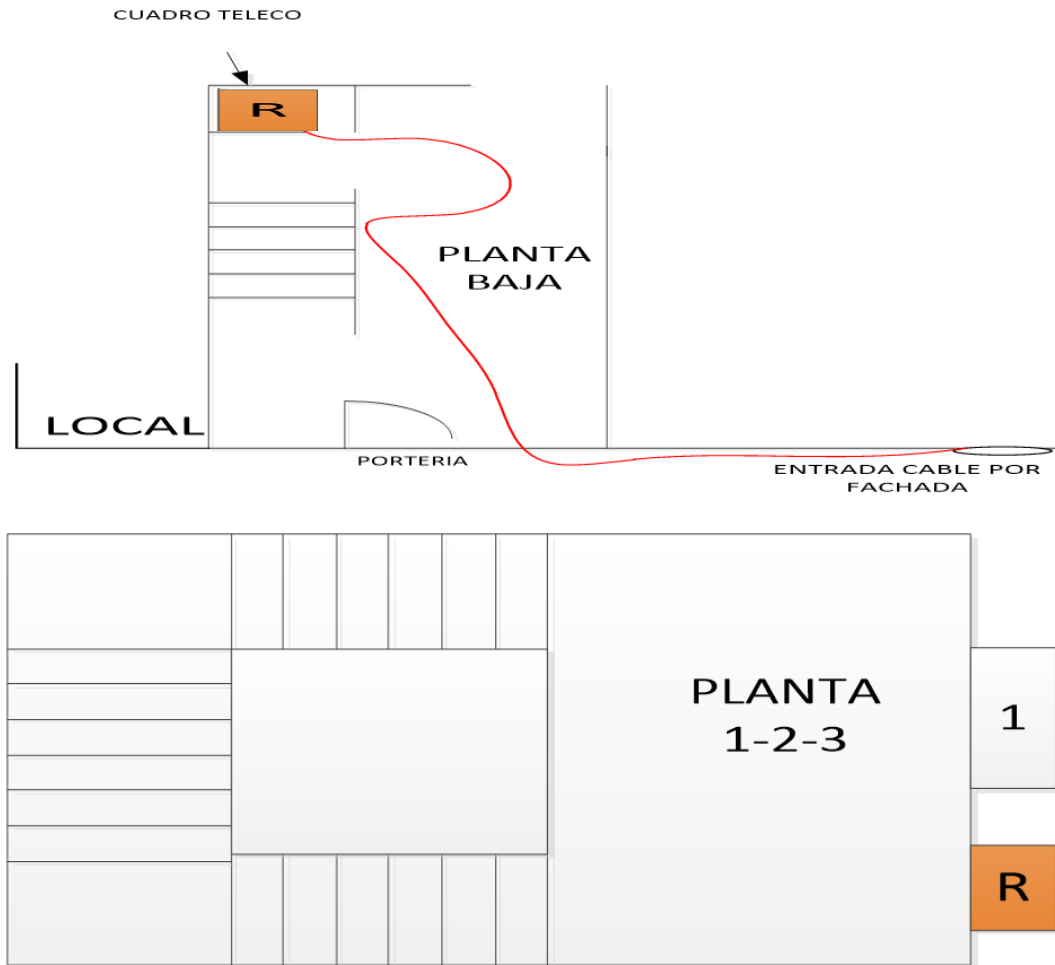 CUADRO TELECO
R
PLANTA
BAJA
LOCAL
PORTERIA
ENTRADA CABLE POR
FACHADA
PLANTA
1-2-3
1
R